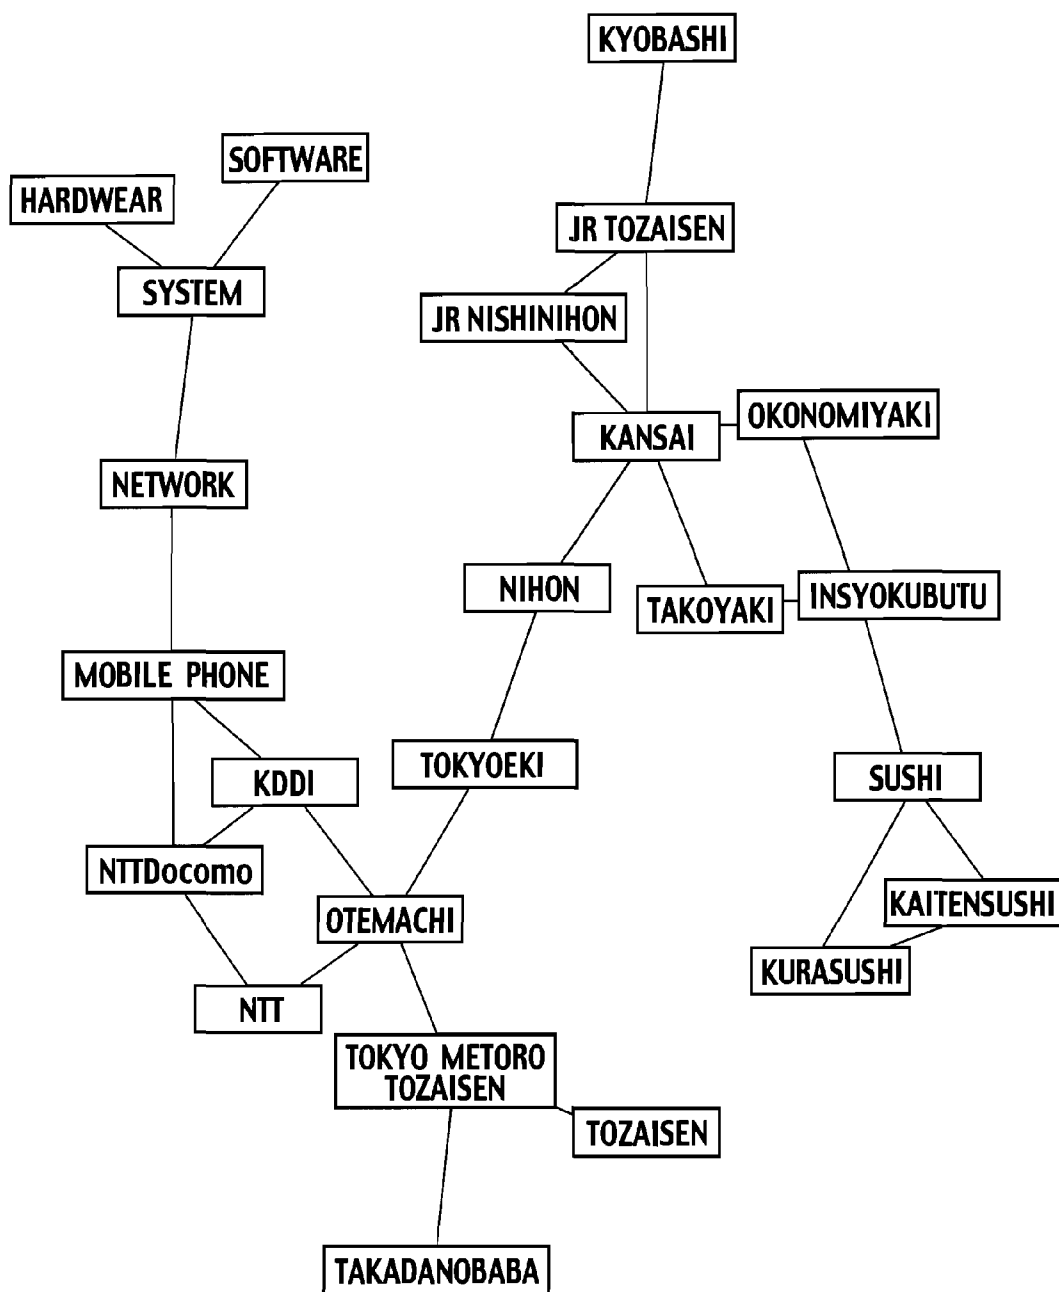 KYOBASHI
SOFTWARE
HARDWEAR
JR TOZAISEN
SYSTEM
JR NISHINIHON
OKONOMIYAKI
KANSAI
NETWORK
NIHON
TAKOYAKI
INSYOKUBUTU
MOBILE PHONE
TOKYOEKI
SUSHI
KDDI
NTTDocomo
KAITENSUSHI
OTEMACHI
KURASUSHI
NTT
TOKYO METORO
TOZAISEN
TOZAISEN
TAKADANOBABA